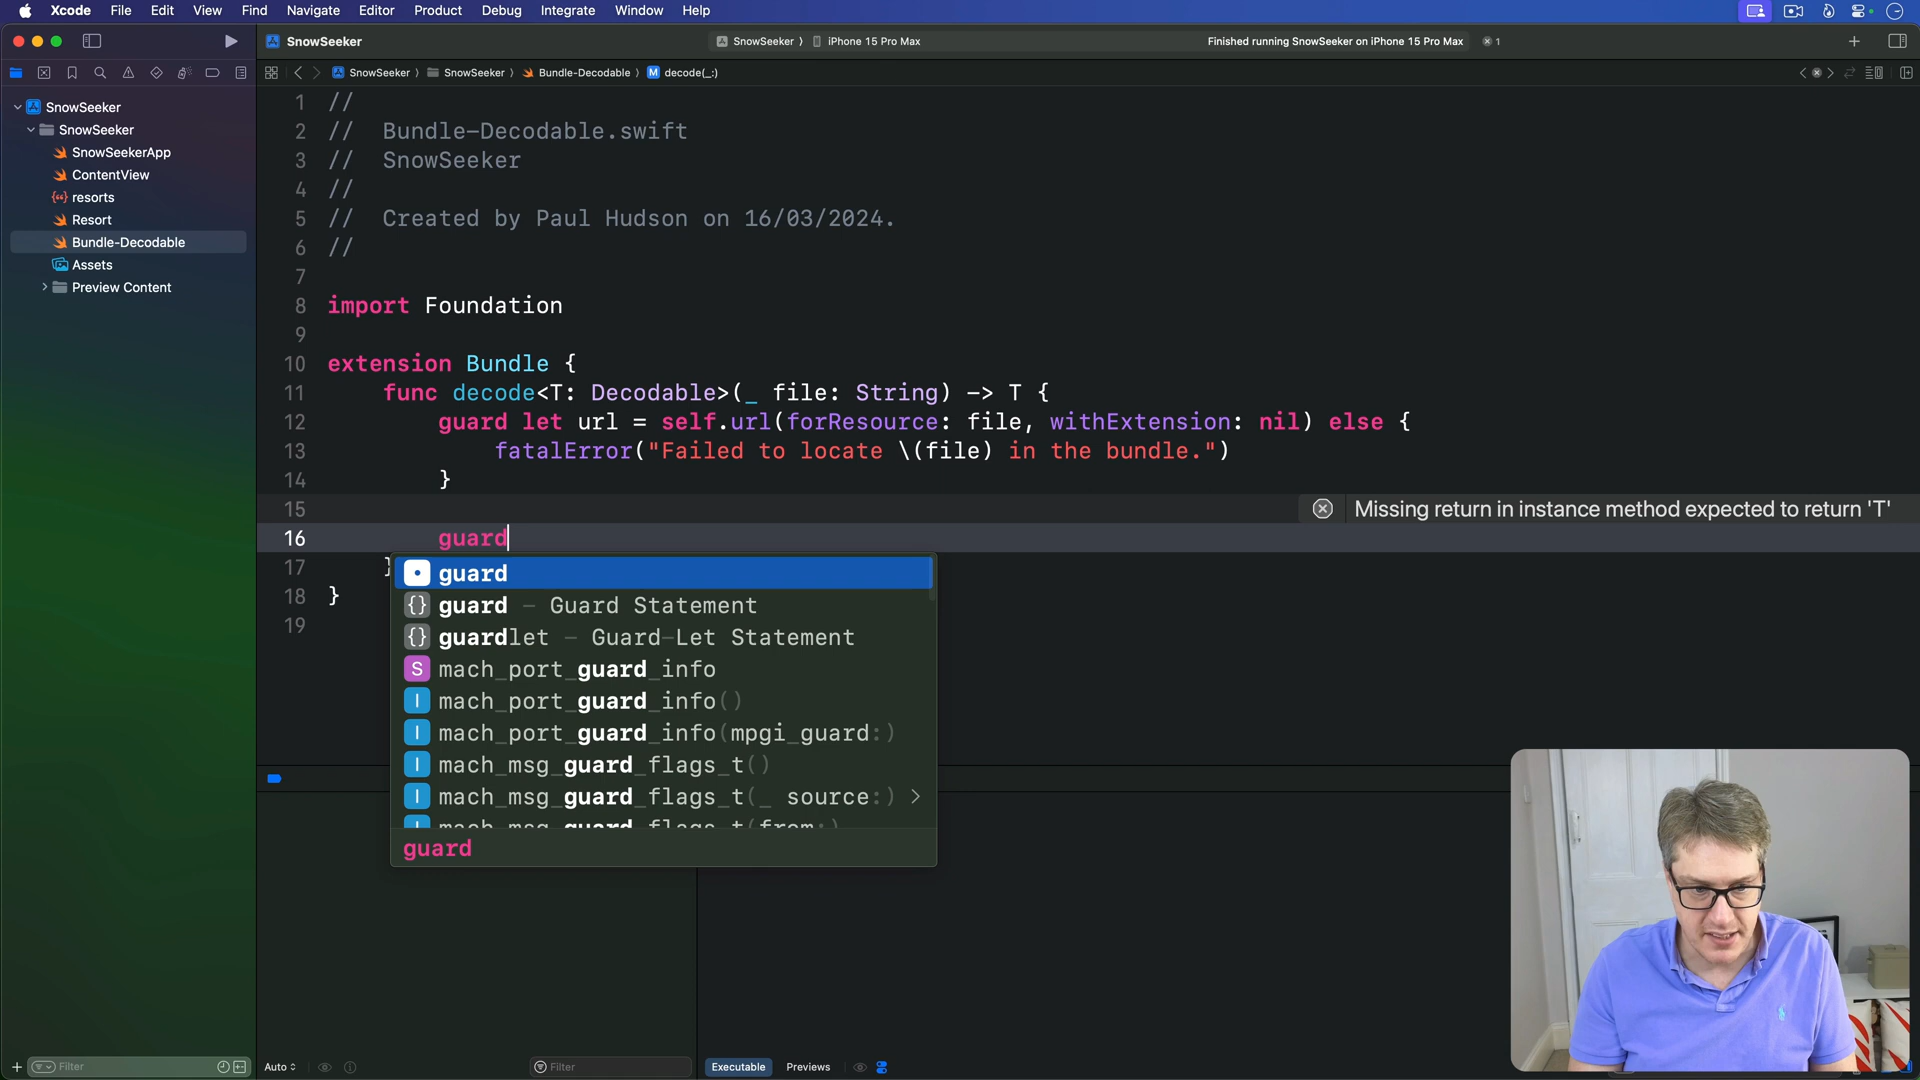 Xcode File Edit View Find Navigate Editor Product Debug Integrate Window Help
SnowSeeker
SnowSeeker 〉 iPhone 15 Pro Max
Finished running SnowSeeker on iPhone 15 Pro Max
1
SnowSeeker 〉 SnowSeeker 〉 Bundle-Decodable 〉 M decode(_:)
SnowSeeker
SnowSeeker
SnowSeekerApp
ContentView
resorts
Resort
Bundle-Decodable
Assets
Preview Content
1 //
2 // Bundle-Decodable.swift
3 // SnowSeeker
4 //
5 // Created by Paul Hudson on 16/03/2024.
6 //
7
8 import Foundation
9
10 extension Bundle {
11 func decode<T: Decodable>(_ file: String) -> T {
12 guard let url = self.url(forResource: file, withExtension: nil) else {
13 fatalError("Failed to locate \(file) in the bundle.")
14 }
15
Missing return in instance method expected to return 'T'
16 guard
17 }
18 }
19
guard
{} guard – Guard Statement
{} guardlet – Guard-Let Statement
S mach_port_guard_info
I mach_port_guard_info()
I mach_port_guard_info(mpgi_guard:)
I mach_msg_guard_flags_t()
I mach_msg_guard_flags_t(_ source:)
I mach_msg_guard_flags_t(from:)
guard
Filter
Auto
Filter
Executable
Previews